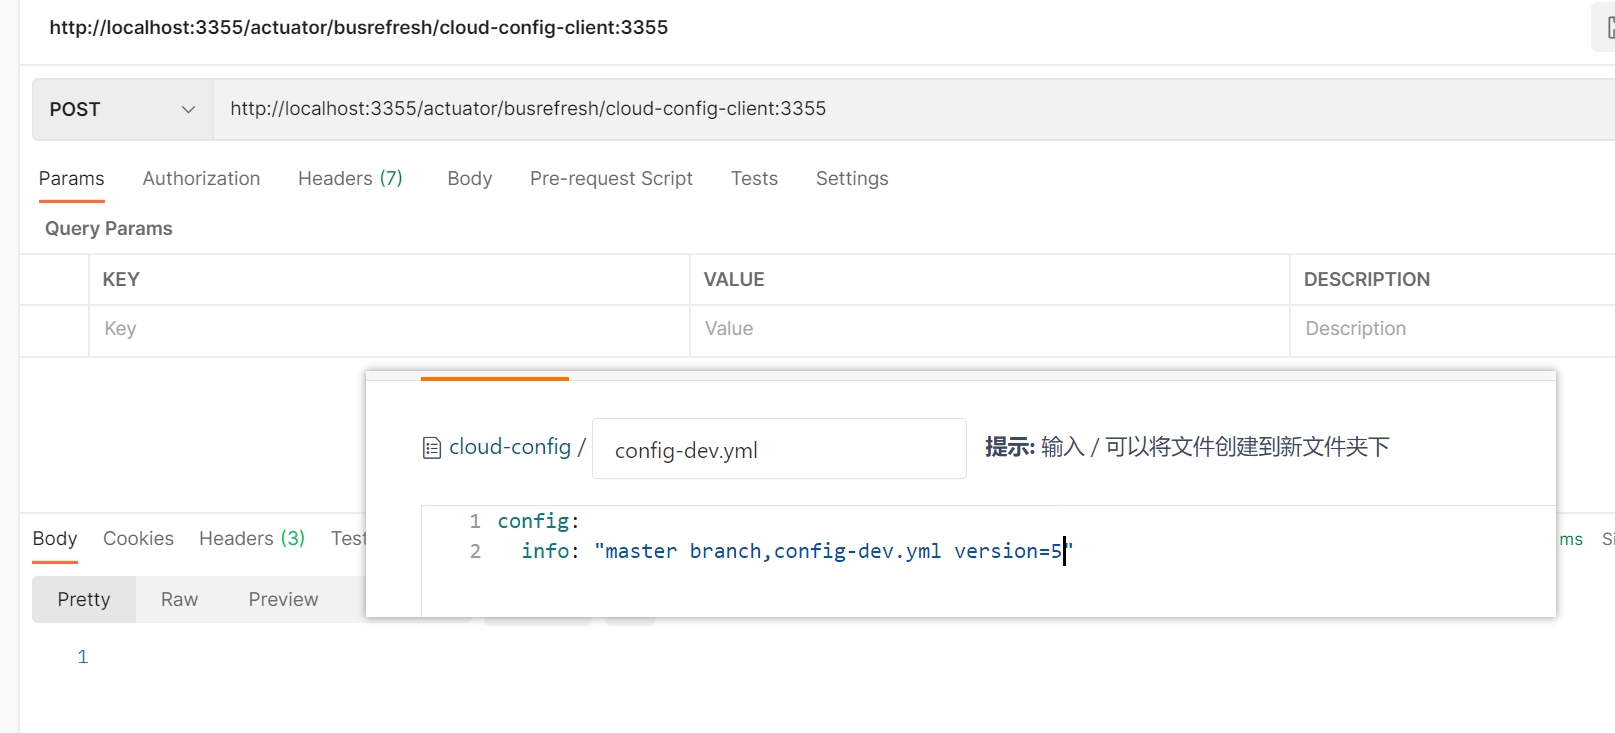 http://localhost:3355/actuator/busrefresh/cloud-config-client:3355
POST http://localhost:3355/actuator/busrefresh/cloud-config-client:3355
Params Authorization Headers (7) Body Pre-request Script Tests Settings
Query Params
KEY VALUE DESCRIPTION
Key Value Description
cloud-config / config-dev.yml 提示: 输入 / 可以将文件创建到新文件夹下
1 config:
2 info: "master branch,config-dev.yml version=5"
Body Cookies Headers (3) Test ms
Pretty Raw Preview
1